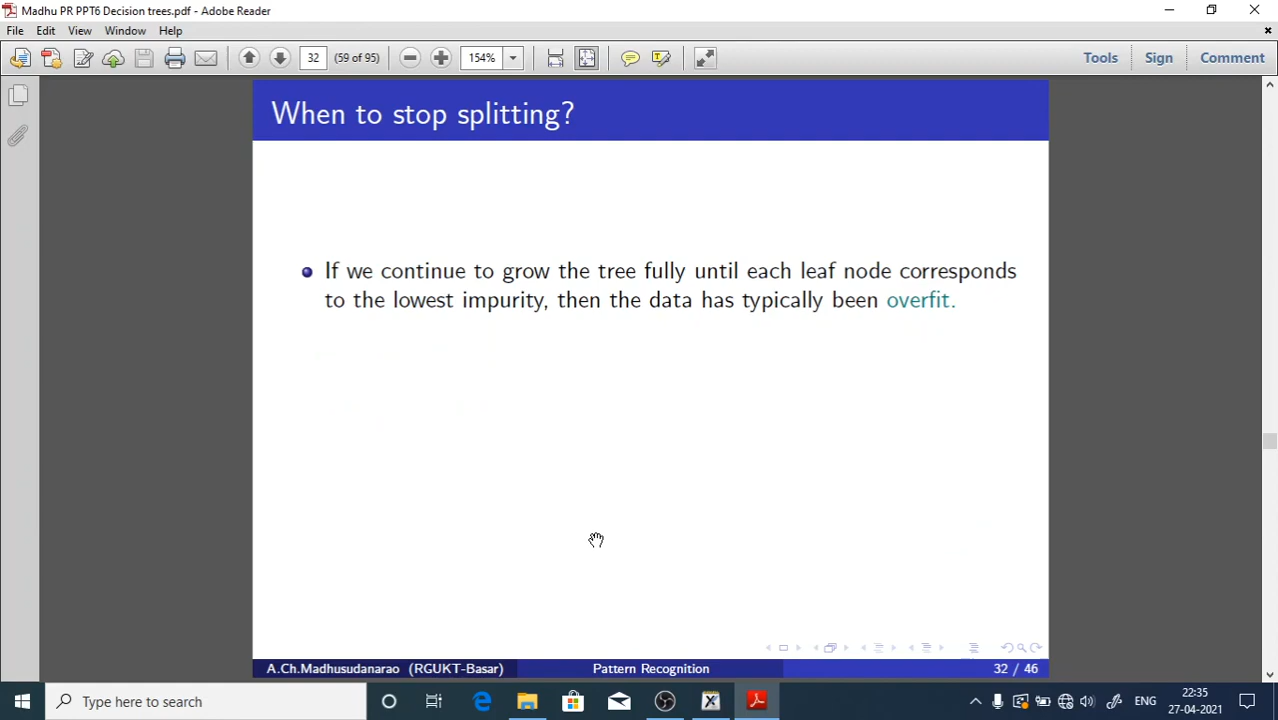 Madhu PR PPT6 Decision trees.pdf - Adobe Reader
File Edit View Window Help
32 (59 of 95) 154% Tools Sign Comment
When to stop splitting?
If we continue to grow the tree fully until each leaf node corresponds
to the lowest impurity, then the data has typically been overfit.
A.Ch.Madhusudanarao (RGUKT-Basar) Pattern Recognition 32 / 46
Type here to search
ENG
22:35
27-04-2021